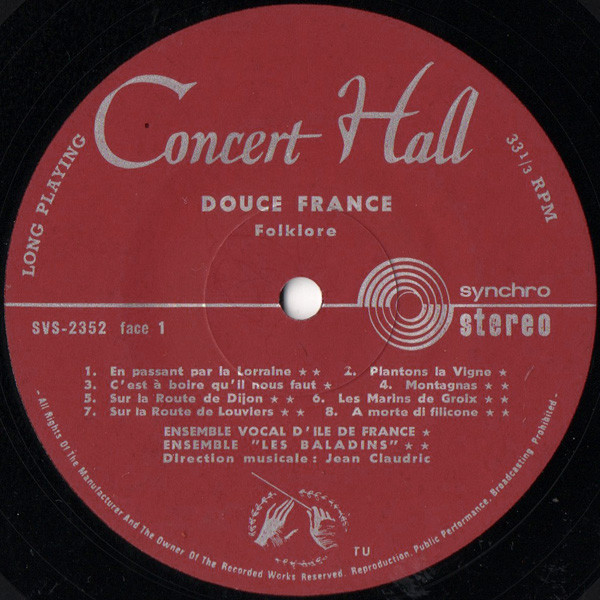 Concert Hall
LONG PLAYING
33 1/3 RPM
DOUCE FRANCE
Folklore
synchro
stereo
SVS-2352 face 1
1. En passant par la Lorraine ★ ★ 2. Plantons la Vigne ★
3. C'est à boire qu'il nous faut ★ 4. Montagnas ★ ★
5. Sur la Route de Dijon ★ ★ 6. Les Marins de Groix ★ ★
7. Sur la Route de Louviers ★ ★ 8. A morte di filicone ★ ★
ENSEMBLE VOCAL D'ILE DE FRANCE ★
ENSEMBLE "LES BALADINS" ★ ★
Direction musicale: Jean Claudric
TU
- All Rights Of The Manufacturer And The Owner Of The Recorded Works Reserved. Reproduction, Public Performance, Broadcasting Prohibited. -